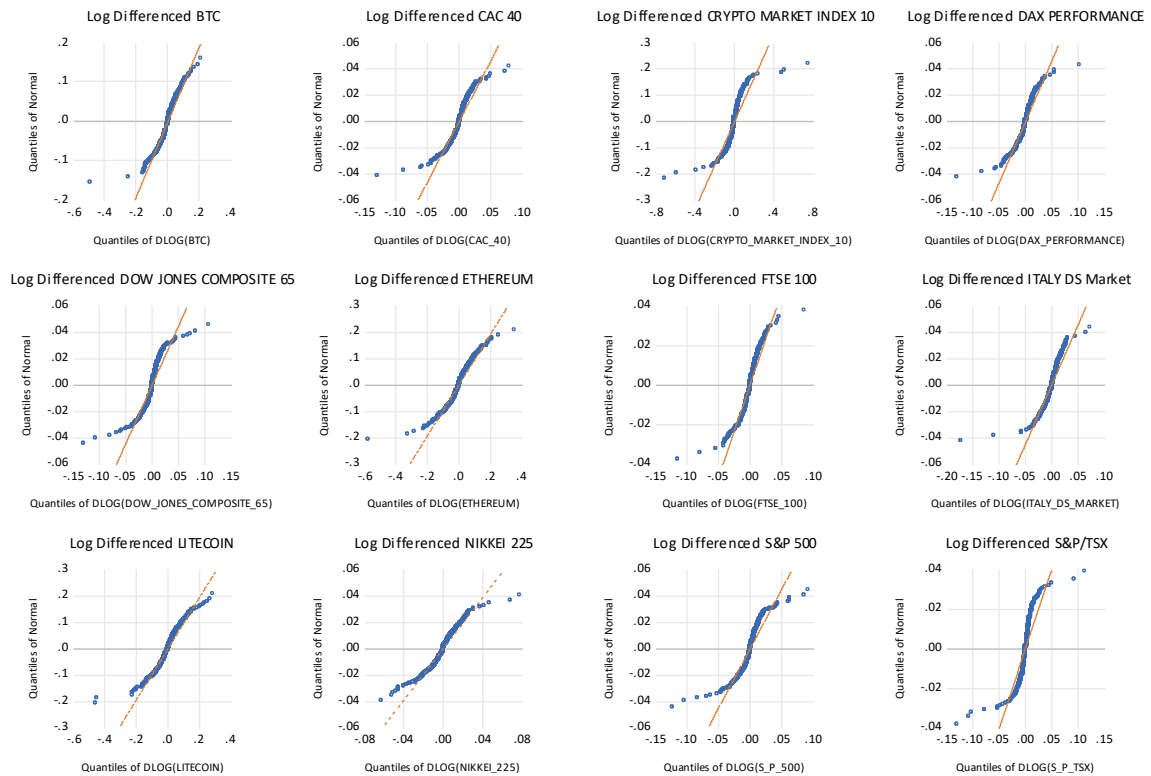 Log Differenced BTC
.2
.1
.0
-.1
-.2
Quantiles of Normal
-.6 -.4 -.2 .0 .2 .4
Quantiles of DLOG(BTC)
Log Differenced CAC 40
.06
.04
.02
.00
-.02
-.04
-.06
Quantiles of Normal
-.15 -.10 -.05 .00 .05 .10
Quantiles of DLOG(CAC_40)
Log Differenced CRYPTO MARKET INDEX 10
.3
.2
.1
.0
-.1
-.2
-.3
Quantiles of Normal
-.8 -.4 .0 .4 .8
Quantiles of DLOG(CRYPTO_MARKET_INDEX_10)
Log Differenced DAX PERFORMANCE
.06
.04
.02
.00
-.02
-.04
-.06
Quantiles of Normal
-.15 -.10 -.05 .00 .05 .10 .15
Quantiles of DLOG(DAX_PERFORMANCE)
Log Differenced DOW JONES COMPOSITE 65
.06
.04
.02
.00
-.02
-.04
-.06
Quantiles of Normal
-.15 -.10 -.05 .00 .05 .10 .15
Quantiles of DLOG(DOW_JONES_COMPOSITE_65)
Log Differenced ETHEREUM
.3
.2
.1
.0
-.1
-.2
-.3
Quantiles of Normal
-.6 -.4 -.2 .0 .2 .4
Quantiles of DLOG(ETHEREUM)
Log Differenced FTSE 100
.04
.02
.00
-.02
-.04
Quantiles of Normal
-.15 -.10 -.05 .00 .05 .10
Quantiles of DLOG(FTSE_100)
Log Differenced ITALY DS Market
.06
.04
.02
.00
-.02
-.04
-.06
Quantiles of Normal
-.20 -.15 -.10 -.05 .00 .05 .10
Quantiles of DLOG(ITALY_DS_MARKET)
Log Differenced LITECOIN
.3
.2
.1
.0
-.1
-.2
-.3
Quantiles of Normal
-.6 -.4 -.2 .0 .2 .4
Quantiles of DLOG(LITECOIN)
Log Differenced NIKKEI 225
.06
.04
.02
.00
-.02
-.04
-.06
Quantiles of Normal
-.08 -.04 .00 .04 .08
Quantiles of DLOG(NIKKEI_225)
Log Differenced S&P 500
.06
.04
.02
.00
-.02
-.04
-.06
Quantiles of Normal
-.15 -.10 -.05 .00 .05 .10
Quantiles of DLOG(S_P_500)
Log Differenced S&P/TSX
.04
.02
.00
-.02
-.04
Quantiles of Normal
-.15 -.10 -.05 .00 .05 .10 .15
Quantiles of DLOG(S_P_TSX)